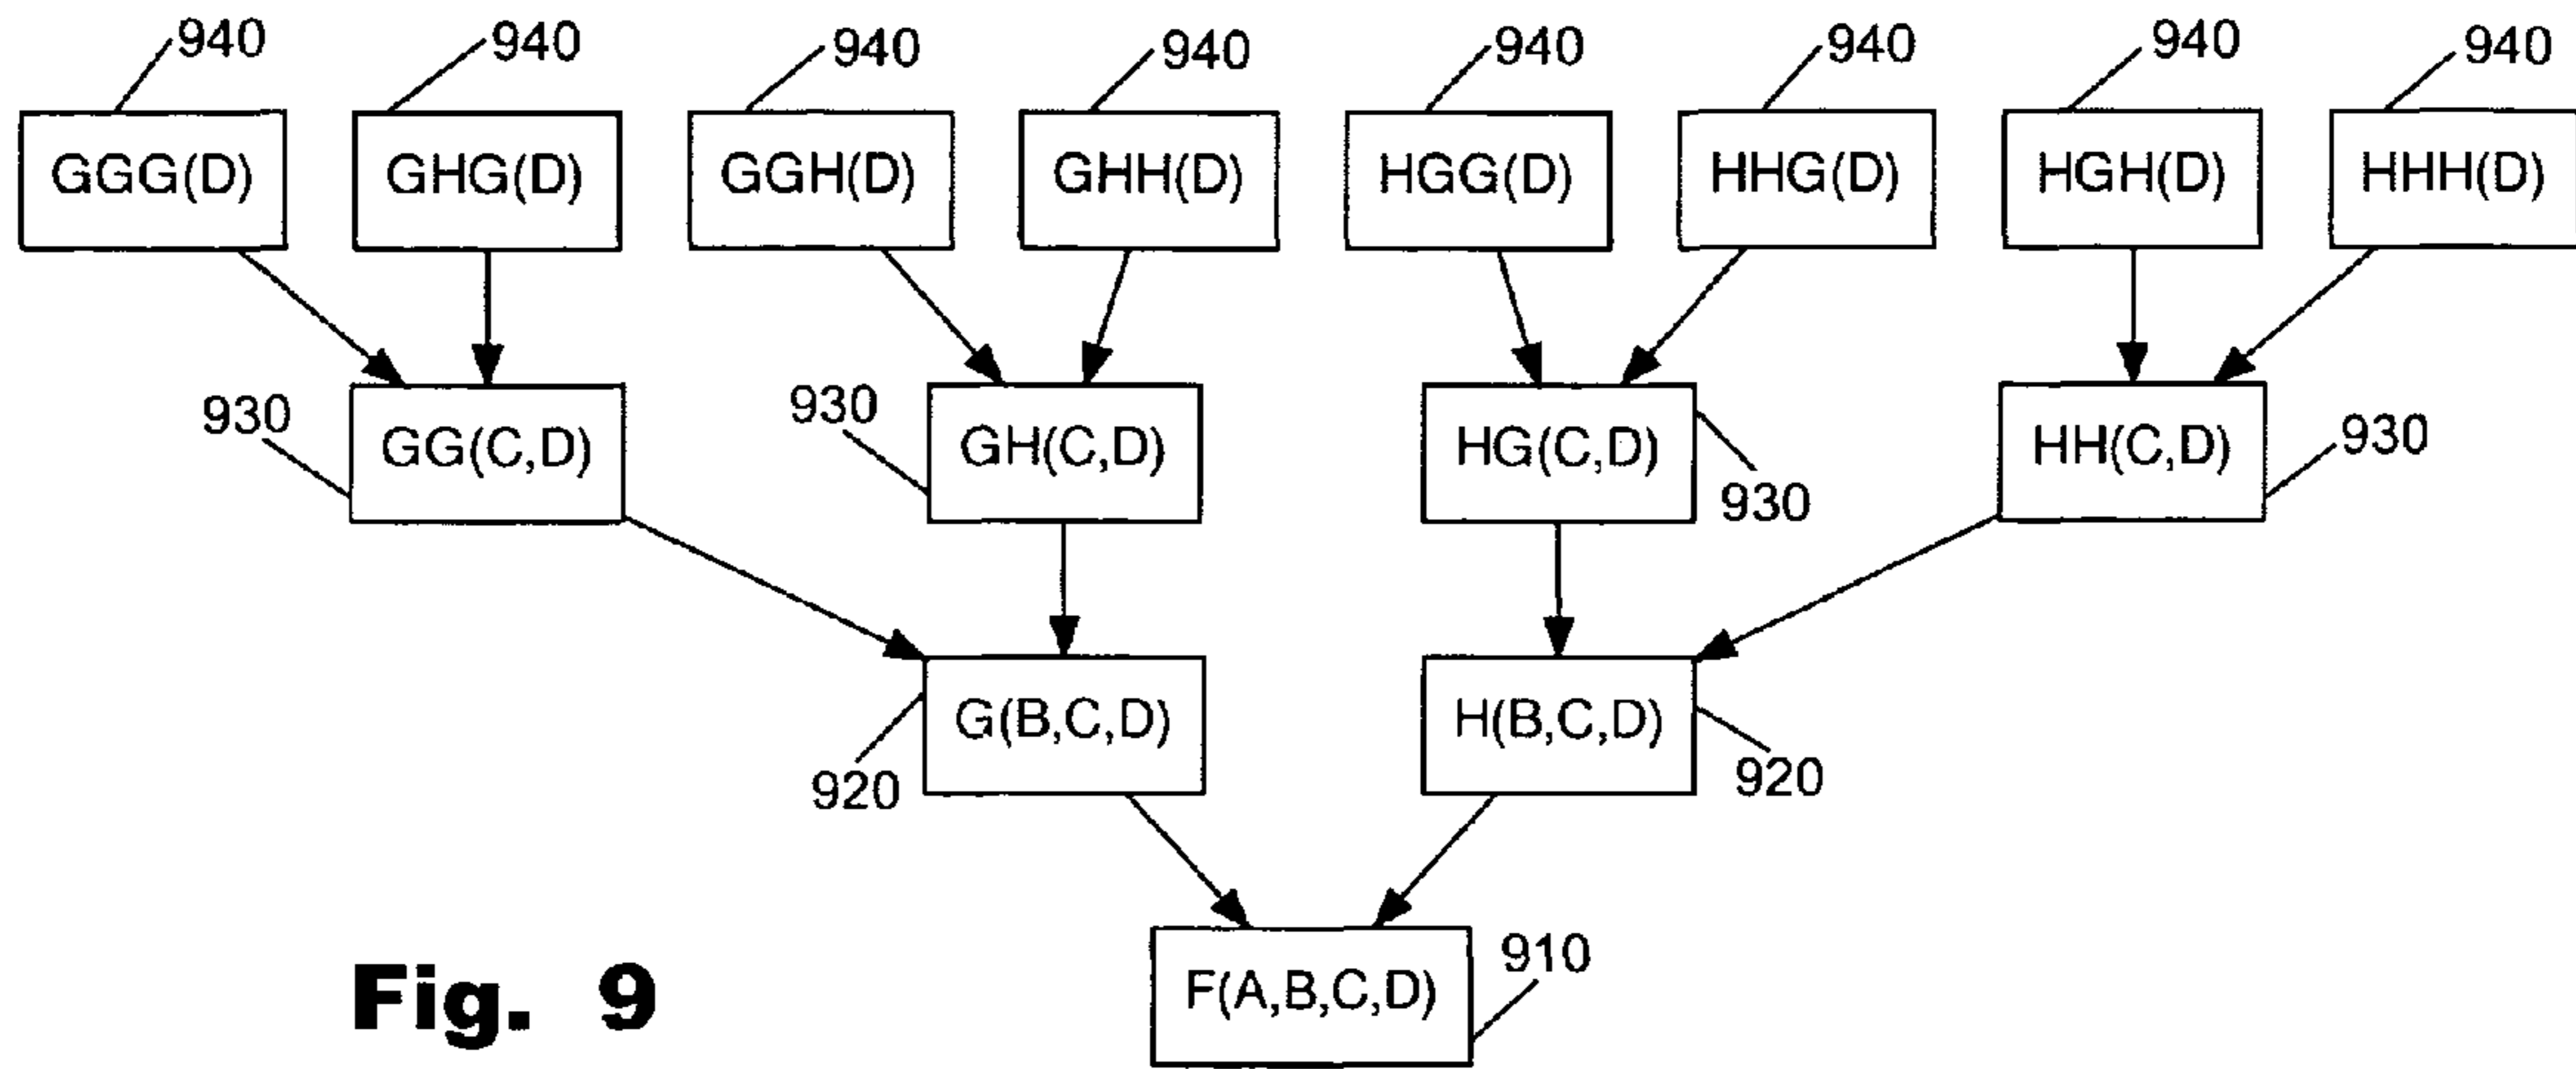 940 940 940 940 940 940 940 940
GGG(D) GHG(D) GGH(D) GHH(D) HGG(D) HHG(D) HGH(D) HHH(D)
930 GG(C,D) 930 GH(C,D) HG(C,D) 930 HH(C,D) 930
G(B,C,D) H(B,C,D)
920 920
F(A,B,C,D) 910
Fig. 9